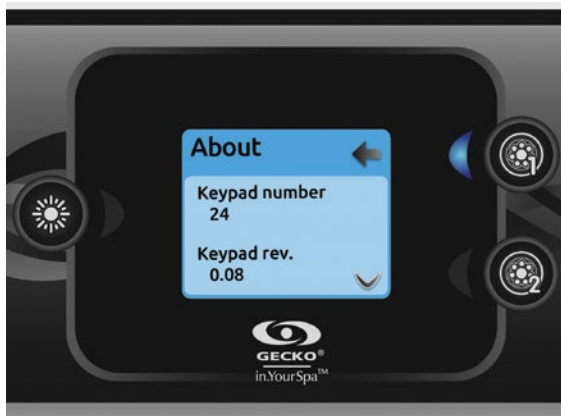 About
Keypad number
24
Keypad rev.
0.08
1
2
GECKO®
in.YourSpa™